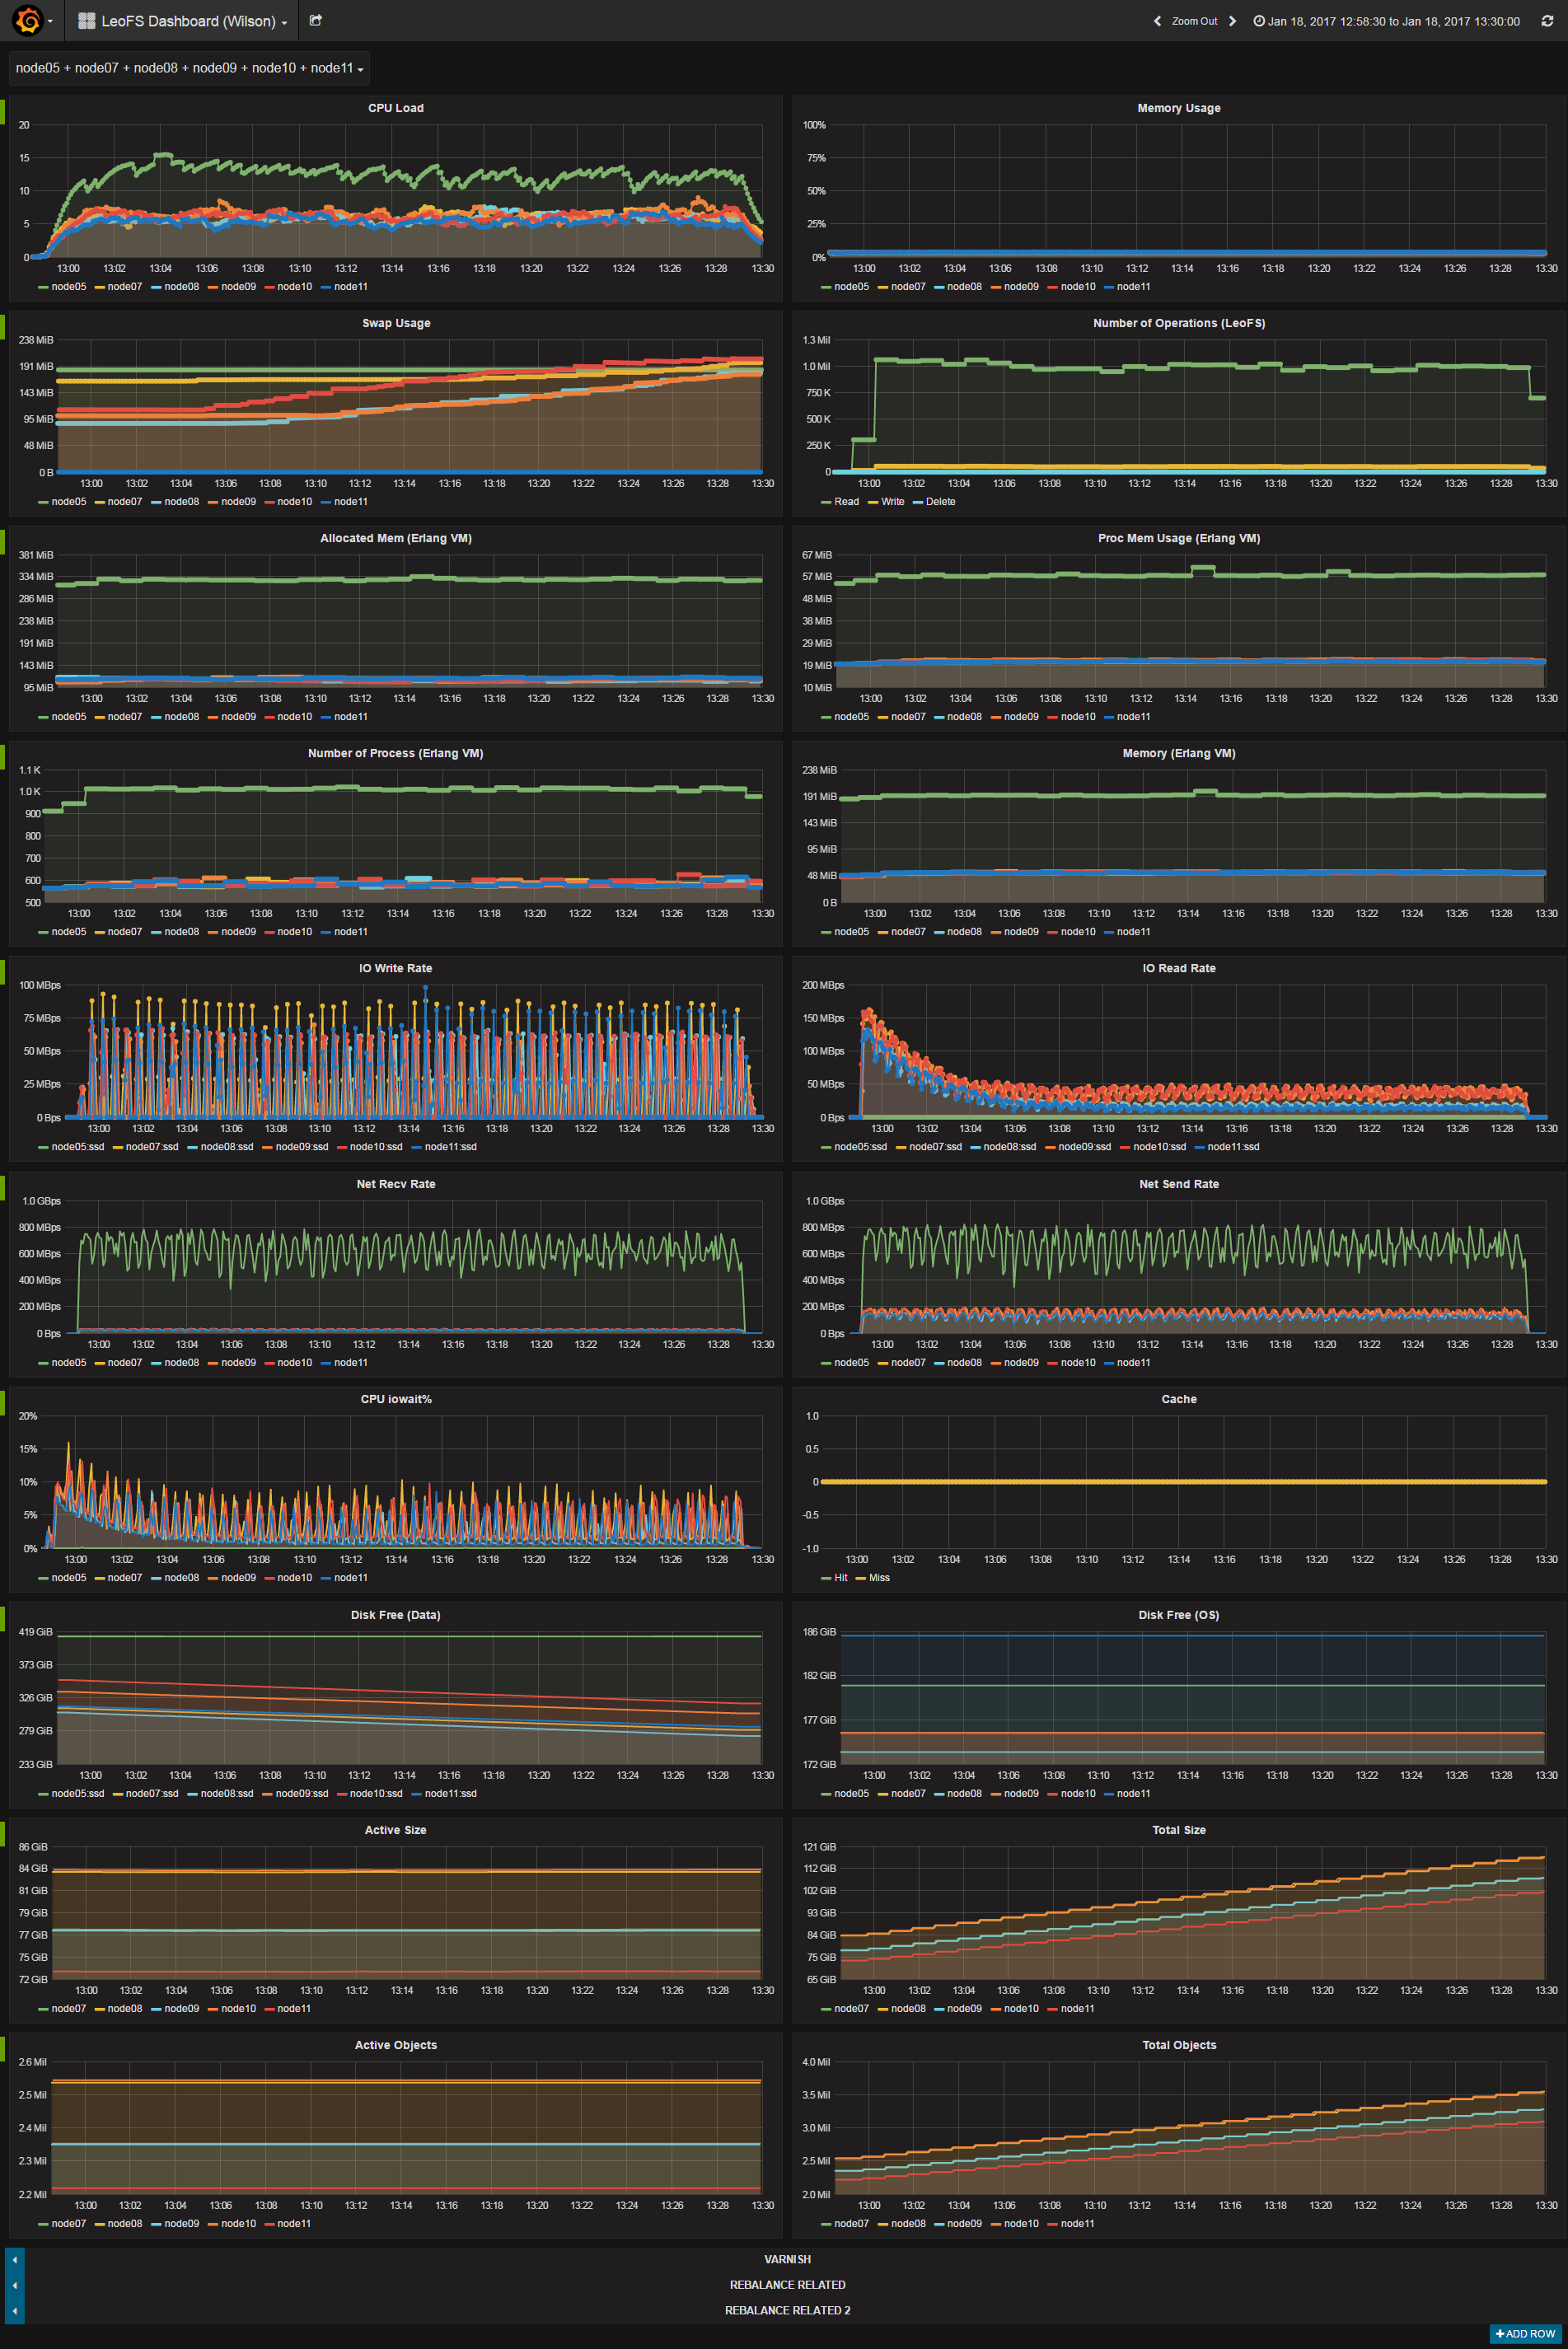 LeoFS Dashboard (Wilson)
Zoom Out
Jan 18, 2017 12:58:30 to Jan 18, 2017 13:30:00
node05 + node07 + node08 + node09 + node10 + node11
CPU Load
20
15
10
5
0
13:00 13:02 13:04 13:06 13:08 13:10 13:12 13:14 13:16 13:18 13:20 13:22 13:24 13:26 13:28 13:30
node05 node07 node08 node09 node10 node11
Memory Usage
100%
75%
50%
25%
0%
13:00 13:02 13:04 13:06 13:08 13:10 13:12 13:14 13:16 13:18 13:20 13:22 13:24 13:26 13:28 13:30
node05 node07 node08 node09 node10 node11
Swap Usage
238 MiB
191 MiB
143 MiB
95 MiB
48 MiB
0 B
13:00 13:02 13:04 13:06 13:08 13:10 13:12 13:14 13:16 13:18 13:20 13:22 13:24 13:26 13:28 13:30
node05 node07 node08 node09 node10 node11
Number of Operations (LeoFS)
1.3 Mil
1.0 Mil
750 K
500 K
250 K
0
13:00 13:02 13:04 13:06 13:08 13:10 13:12 13:14 13:16 13:18 13:20 13:22 13:24 13:26 13:28 13:30
Read Write Delete
Allocated Mem (Erlang VM)
381 MiB
334 MiB
286 MiB
238 MiB
191 MiB
143 MiB
95 MiB
13:00 13:02 13:04 13:06 13:08 13:10 13:12 13:14 13:16 13:18 13:20 13:22 13:24 13:26 13:28 13:30
node05 node07 node08 node09 node10 node11
Proc Mem Usage (Erlang VM)
67 MiB
57 MiB
48 MiB
38 MiB
29 MiB
19 MiB
10 MiB
13:00 13:02 13:04 13:06 13:08 13:10 13:12 13:14 13:16 13:18 13:20 13:22 13:24 13:26 13:28 13:30
node05 node07 node08 node09 node10 node11
Number of Process (Erlang VM)
1.1 K
1.0 K
900
800
700
600
500
13:00 13:02 13:04 13:06 13:08 13:10 13:12 13:14 13:16 13:18 13:20 13:22 13:24 13:26 13:28 13:30
node05 node07 node08 node09 node10 node11
Memory (Erlang VM)
238 MiB
191 MiB
143 MiB
95 MiB
48 MiB
0 B
13:00 13:02 13:04 13:06 13:08 13:10 13:12 13:14 13:16 13:18 13:20 13:22 13:24 13:26 13:28 13:30
node05 node07 node08 node09 node10 node11
IO Write Rate
100 MBps
75 MBps
50 MBps
25 MBps
0 Bps
13:00 13:02 13:04 13:06 13:08 13:10 13:12 13:14 13:16 13:18 13:20 13:22 13:24 13:26 13:28 13:30
node05:ssd node07:ssd node08:ssd node09:ssd node10:ssd node11:ssd
IO Read Rate
200 MBps
150 MBps
100 MBps
50 MBps
0 Bps
13:00 13:02 13:04 13:06 13:08 13:10 13:12 13:14 13:16 13:18 13:20 13:22 13:24 13:26 13:28 13:30
node05:ssd node07:ssd node08:ssd node09:ssd node10:ssd node11:ssd
Net Recv Rate
1.0 GBps
800 MBps
600 MBps
400 MBps
200 MBps
0 Bps
13:00 13:02 13:04 13:06 13:08 13:10 13:12 13:14 13:16 13:18 13:20 13:22 13:24 13:26 13:28 13:30
node05 node07 node08 node09 node10 node11
Net Send Rate
1.0 GBps
800 MBps
600 MBps
400 MBps
200 MBps
0 Bps
13:00 13:02 13:04 13:06 13:08 13:10 13:12 13:14 13:16 13:18 13:20 13:22 13:24 13:26 13:28 13:30
node05 node07 node08 node09 node10 node11
CPU iowait%
20%
15%
10%
5%
0%
13:00 13:02 13:04 13:06 13:08 13:10 13:12 13:14 13:16 13:18 13:20 13:22 13:24 13:26 13:28 13:30
node05 node07 node08 node09 node10 node11
Cache
1.0
0.5
0
-0.5
-1.0
13:00 13:02 13:04 13:06 13:08 13:10 13:12 13:14 13:16 13:18 13:20 13:22 13:24 13:26 13:28 13:30
Hit Miss
Disk Free (Data)
419 GiB
373 GiB
326 GiB
279 GiB
233 GiB
13:00 13:02 13:04 13:06 13:08 13:10 13:12 13:14 13:16 13:18 13:20 13:22 13:24 13:26 13:28 13:30
node05:ssd node07:ssd node08:ssd node09:ssd node10:ssd node11:ssd
Disk Free (OS)
186 GiB
182 GiB
177 GiB
172 GiB
13:00 13:02 13:04 13:06 13:08 13:10 13:12 13:14 13:16 13:18 13:20 13:22 13:24 13:26 13:28 13:30
node05 node07 node08 node09 node10 node11
Active Size
86 GiB
84 GiB
81 GiB
79 GiB
77 GiB
75 GiB
72 GiB
13:00 13:02 13:04 13:06 13:08 13:10 13:12 13:14 13:16 13:18 13:20 13:22 13:24 13:26 13:28 13:30
node07 node08 node09 node10 node11
Total Size
121 GiB
112 GiB
102 GiB
93 GiB
84 GiB
75 GiB
65 GiB
13:00 13:02 13:04 13:06 13:08 13:10 13:12 13:14 13:16 13:18 13:20 13:22 13:24 13:26 13:28 13:30
node07 node08 node09 node10 node11
Active Objects
2.6 Mil
2.5 Mil
2.4 Mil
2.3 Mil
2.2 Mil
13:00 13:02 13:04 13:06 13:08 13:10 13:12 13:14 13:16 13:18 13:20 13:22 13:24 13:26 13:28 13:30
node07 node08 node09 node10 node11
Total Objects
4.0 Mil
3.5 Mil
3.0 Mil
2.5 Mil
2.0 Mil
13:00 13:02 13:04 13:06 13:08 13:10 13:12 13:14 13:16 13:18 13:20 13:22 13:24 13:26 13:28 13:30
node07 node08 node09 node10 node11
VARNISH
REBALANCE RELATED
REBALANCE RELATED 2
+ ADD ROW